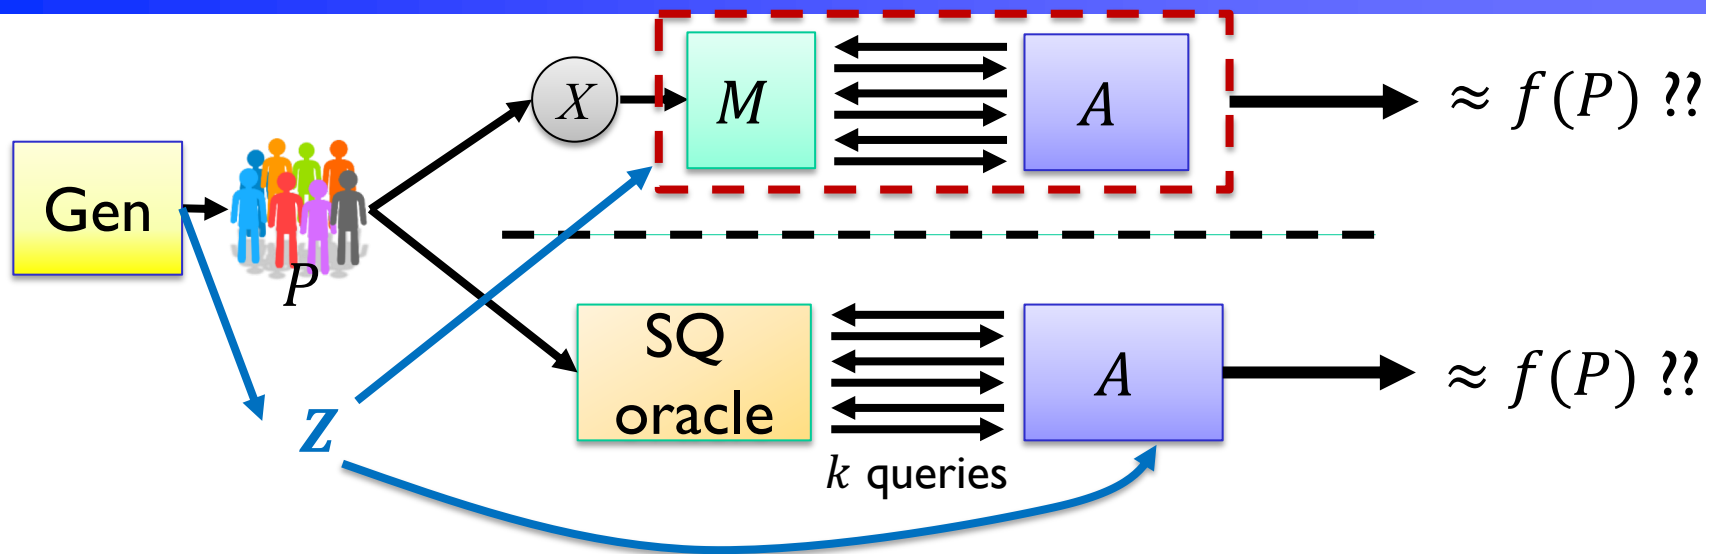 X
M
A
≈ f(P) ??
Gen
P
SQ
oracle
A
≈ f(P) ??
z
k queries